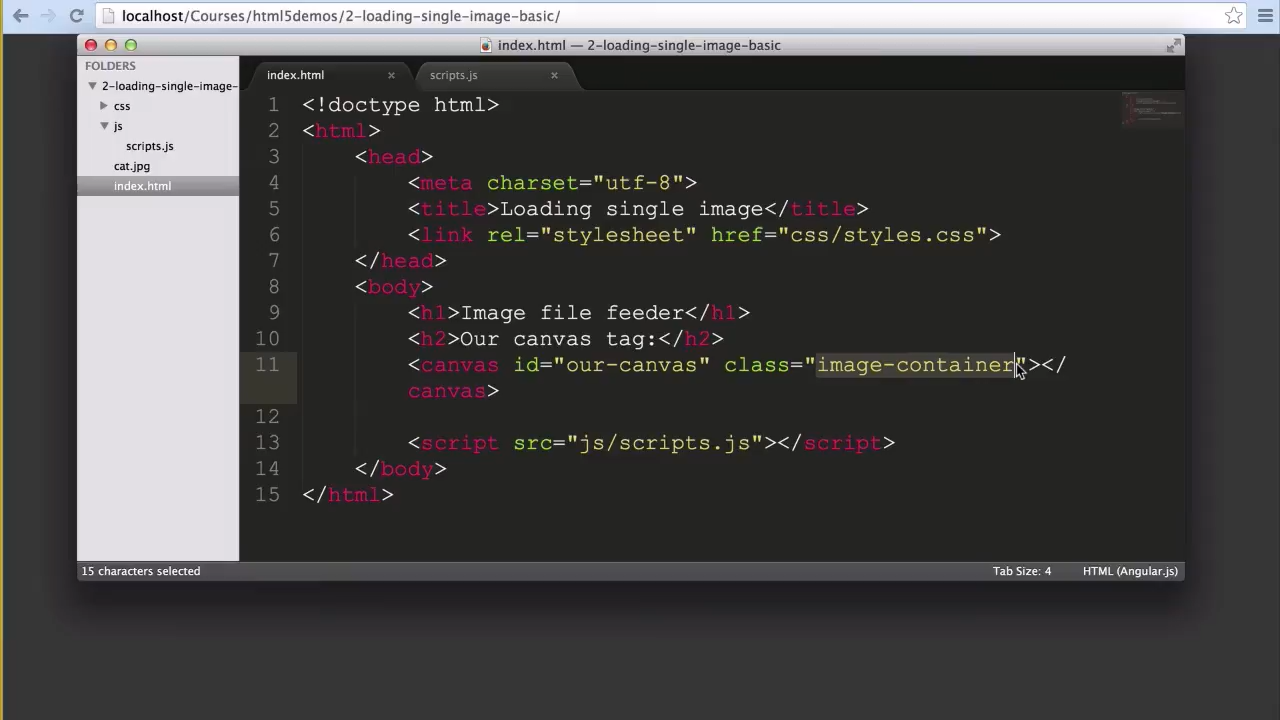 localhost/Courses/html5demos/2-loading-single-image-basic/
index.html — 2-loading-single-image-basic
FOLDERS
2-loading-single-image-
css
js
scripts.js
cat.jpg
index.html
index.html × scripts.js ×
1 <!doctype html>
2 <html>
3 <head>
4 <meta charset="utf-8">
5 <title>Loading single image</title>
6 <link rel="stylesheet" href="css/styles.css">
7 </head>
8 <body>
9 <h1>Image file feeder</h1>
10 <h2>Our canvas tag:</h2>
11 <canvas id="our-canvas" class="image-container"></
canvas>
12
13 <script src="js/scripts.js"></script>
14 </body>
15 </html>
15 characters selected
Tab Size: 4 HTML (Angular.js)